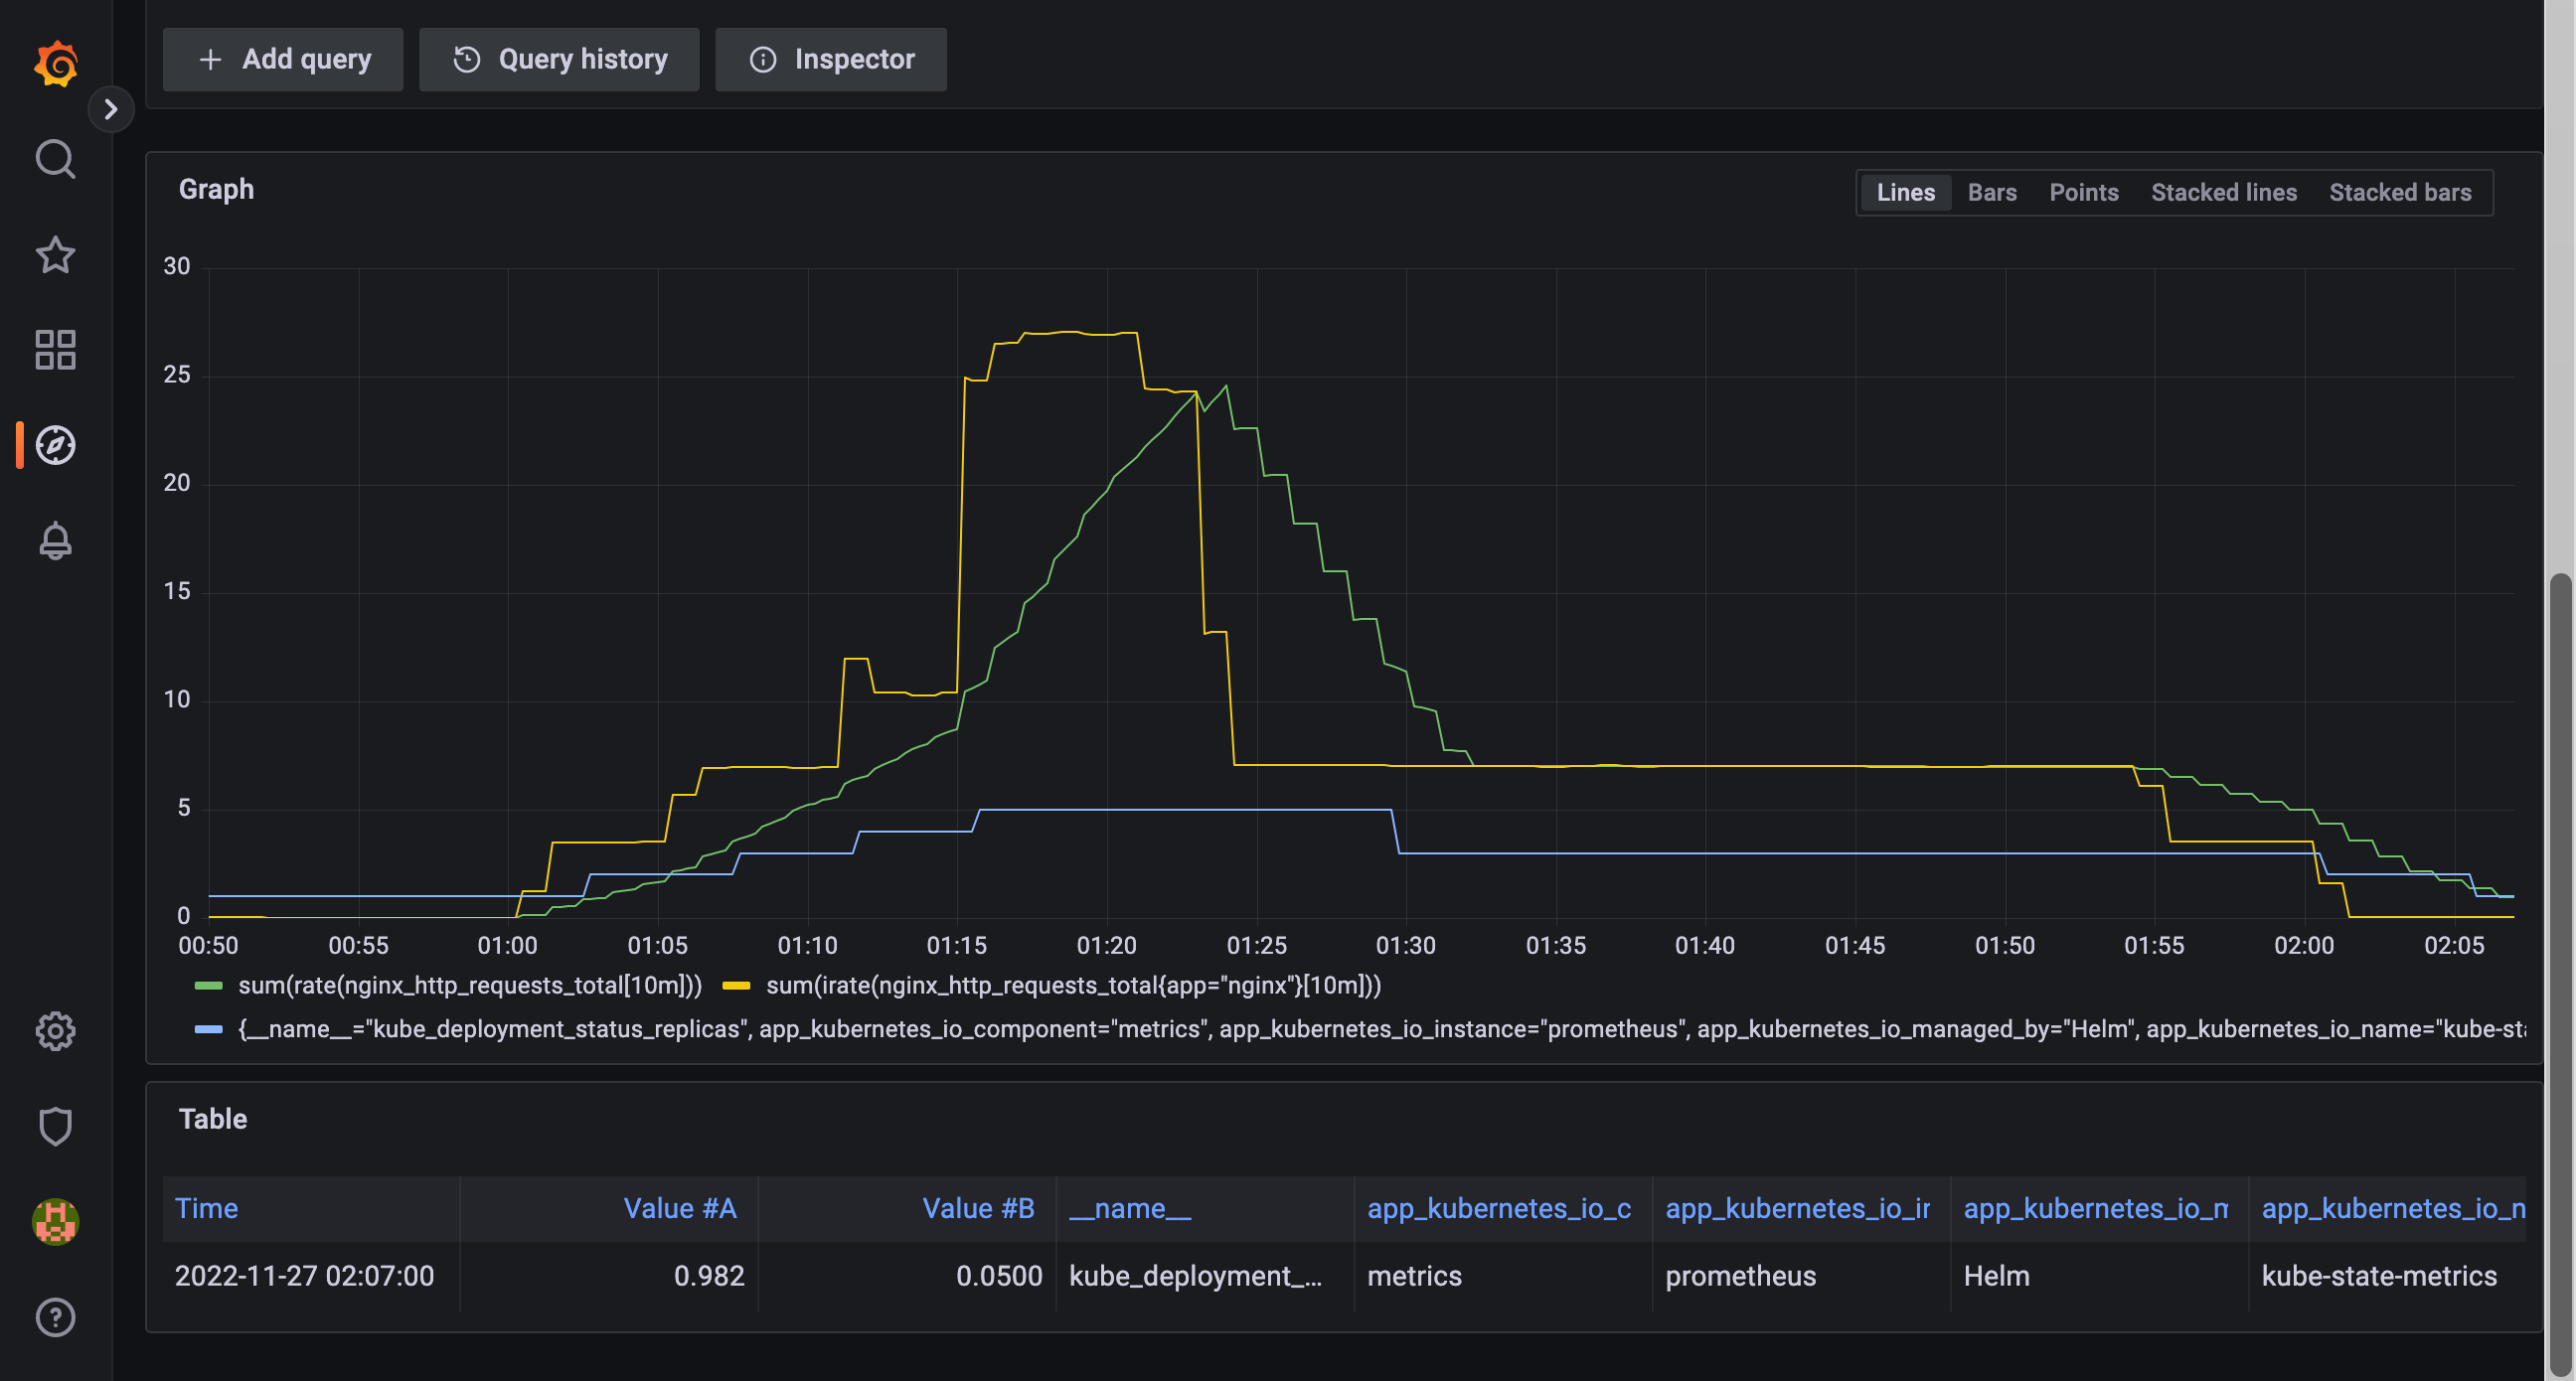 Add query Query history Inspector
Graph
Lines Bars Points Stacked lines Stacked bars
30
25
20
15
10
5
0
00:50 00:55 01:00 01:05 01:10 01:15 01:20 01:25 01:30 01:35 01:40 01:45 01:50 01:55 02:00 02:05
sum(rate(nginx_http_requests_total[10m])) sum(irate(nginx_http_requests_total{app="nginx"}[10m]))
{__name__="kube_deployment_status_replicas", app_kubernetes_io_component="metrics", app_kubernetes_io_instance="prometheus", app_kubernetes_io_managed_by="Helm", app_kubernetes_io_name="kube-sta
Table
Time Value #A Value #B __name__ app_kubernetes_io_c app_kubernetes_io_ir app_kubernetes_io_m app_kubernetes_io_n
2022-11-27 02:07:00 0.982 0.0500 kube_deployment_... metrics prometheus Helm kube-state-metrics